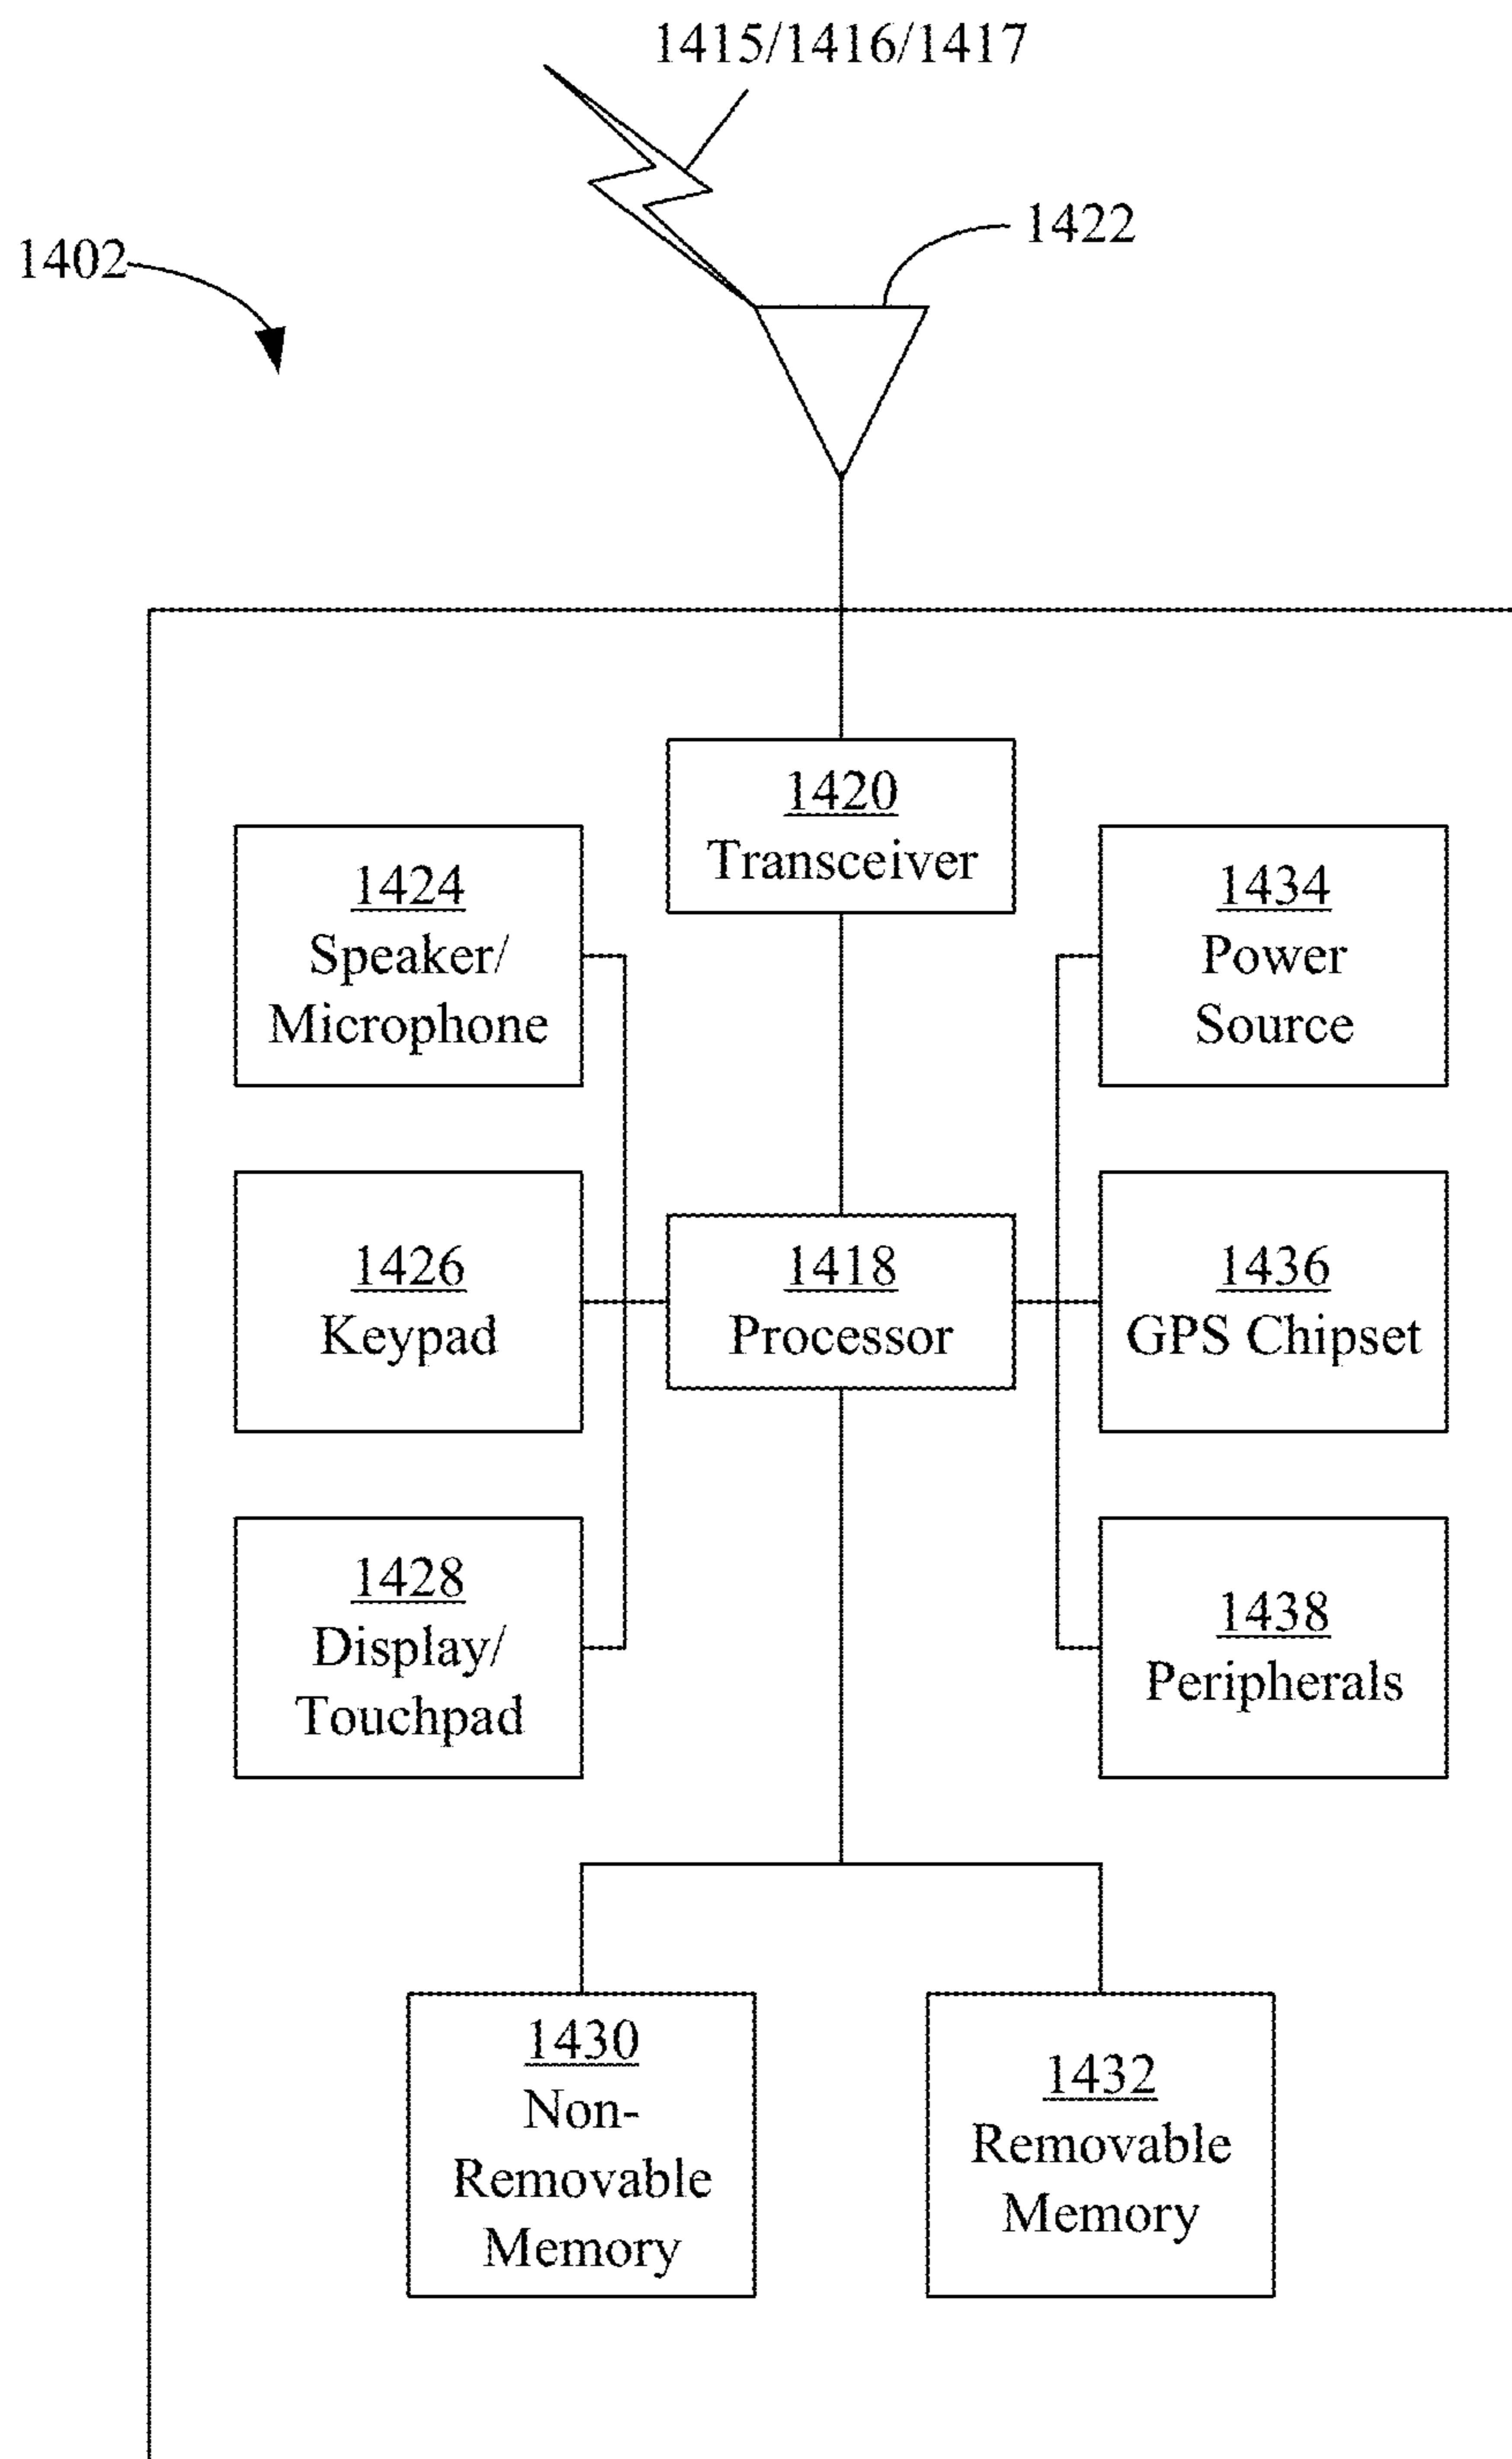 1415/1416/1417
1422
1402
1420
Transceiver
1424
Speaker/
Microphone
1434
Power
Source
1426
Keypad
1418
Processor
1436
GPS Chipset
1428
Display/
Touchpad
1438
Peripherals
1430
Non-
Removable
Memory
1432
Removable
Memory